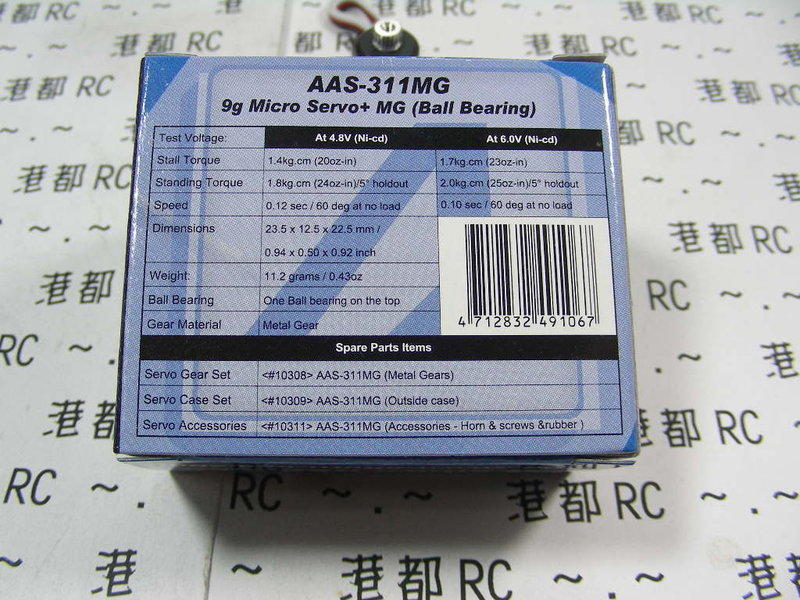 港都 RC
AAS-311MG
9g Micro Servo+ MG (Ball Bearing)
Test Voltage: At 4.8V (Ni-cd) At 6.0V (Ni-cd)
Stall Torque 1.4kg.cm (20oz-in) 1.7kg.cm (23oz-in)
Standing Torque 1.8kg.cm (24oz-in)/5° holdout 2.0kg.cm (25oz-in)/5° holdout
Speed 0.12 sec / 60 deg at no load 0.10 sec / 60 deg at no load
Dimensions 23.5 x 12.5 x 22.5 mm /
0.94 x 0.50 x 0.92 inch
Weight: 11.2 grams / 0.43oz
Ball Bearing One Ball bearing on the top
Gear Material Metal Gear
4 712832 491067
Spare Parts Items
Servo Gear Set <#10308> AAS-311MG (Metal Gears)
Servo Case Set <#10309> AAS-311MG (Outside case)
Servo Accessories <#10311> AAS-311MG (Accessories - Horn & screws &rubber )
港都 RC ~ . ~ .
港都 RC ~ . ~ .